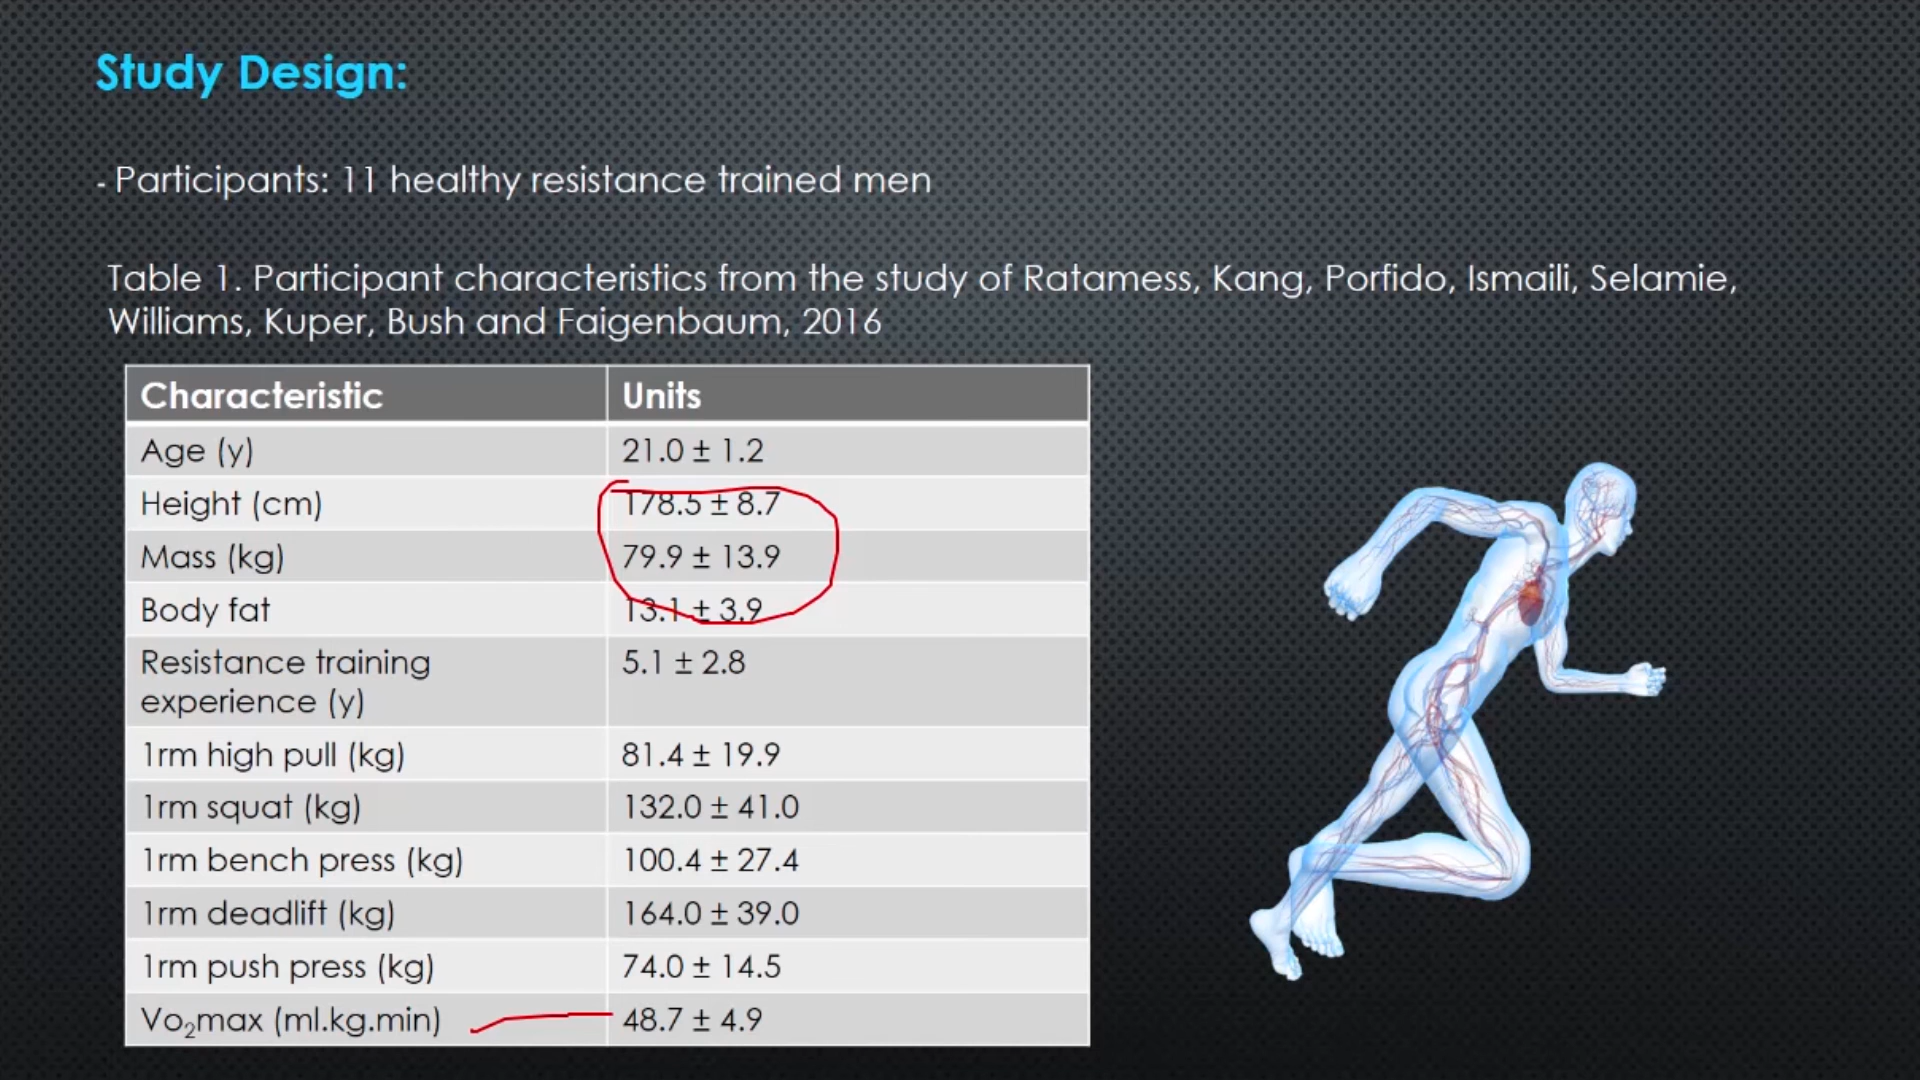 Study Design:
- Participants: 11 healthy resistance trained men
Table 1. Participant characteristics from the study of Ratamess, Kang, Porfido, Ismaili, Selamie,
Williams, Kuper, Bush and Faigenbaum, 2016
Characteristic Units
Age (y) 21.0 ± 1.2
Height (cm) 178.5 ± 8.7
Mass (kg) 79.9 ± 13.9
Body fat 13.1 ± 3.9
Resistance training 5.1 ± 2.8
experience (y)
1rm high pull (kg) 81.4 ± 19.9
1rm squat (kg) 132.0 ± 41.0
1rm bench press (kg) 100.4 ± 27.4
1rm deadlift (kg) 164.0 ± 39.0
1rm push press (kg) 74.0 ± 14.5
Vo₂max (ml.kg.min) 48.7 ± 4.9